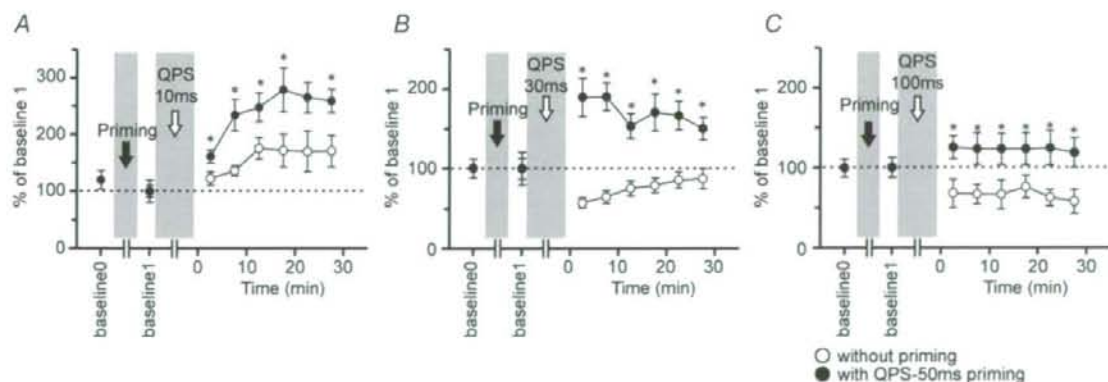 A
B
C
% of baseline 1
300
200
100
0
Priming
QPS
10ms
* * * * *
baseline0
baseline1
0 10 20 30
Time (min)
% of baseline 1
200
100
0
Priming
QPS
30ms
* * * * * *
baseline0
baseline1
0 10 20 30
Time (min)
% of baseline 1
200
100
0
Priming
QPS
100ms
* * * * * *
baseline0
baseline1
0 10 20 30
Time (min)
without priming
with QPS-50ms priming